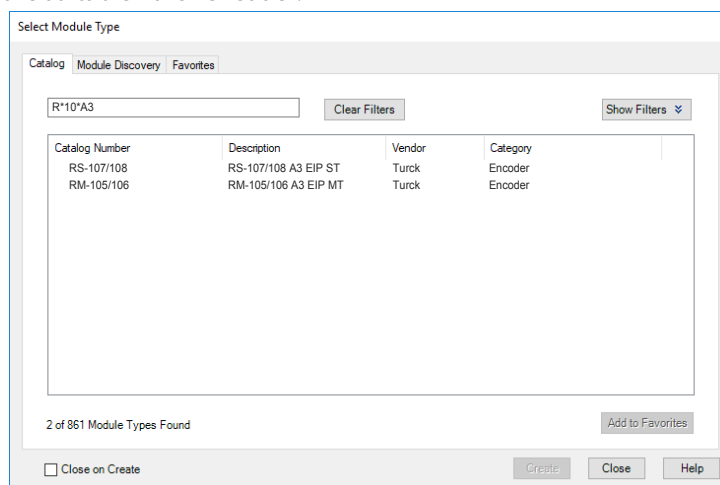 Select Module Type
Catalog Module Discovery Favorites
R*10*A3 Clear Filters Show Filters
Catalog Number Description Vendor Category
RS-107/108 RS-107/108 A3 EIP ST Turck Encoder
RM-105/106 RM-105/106 A3 EIP MT Turck Encoder
2 of 861 Module Types Found Add to Favorites
Close on Create Create Close Help